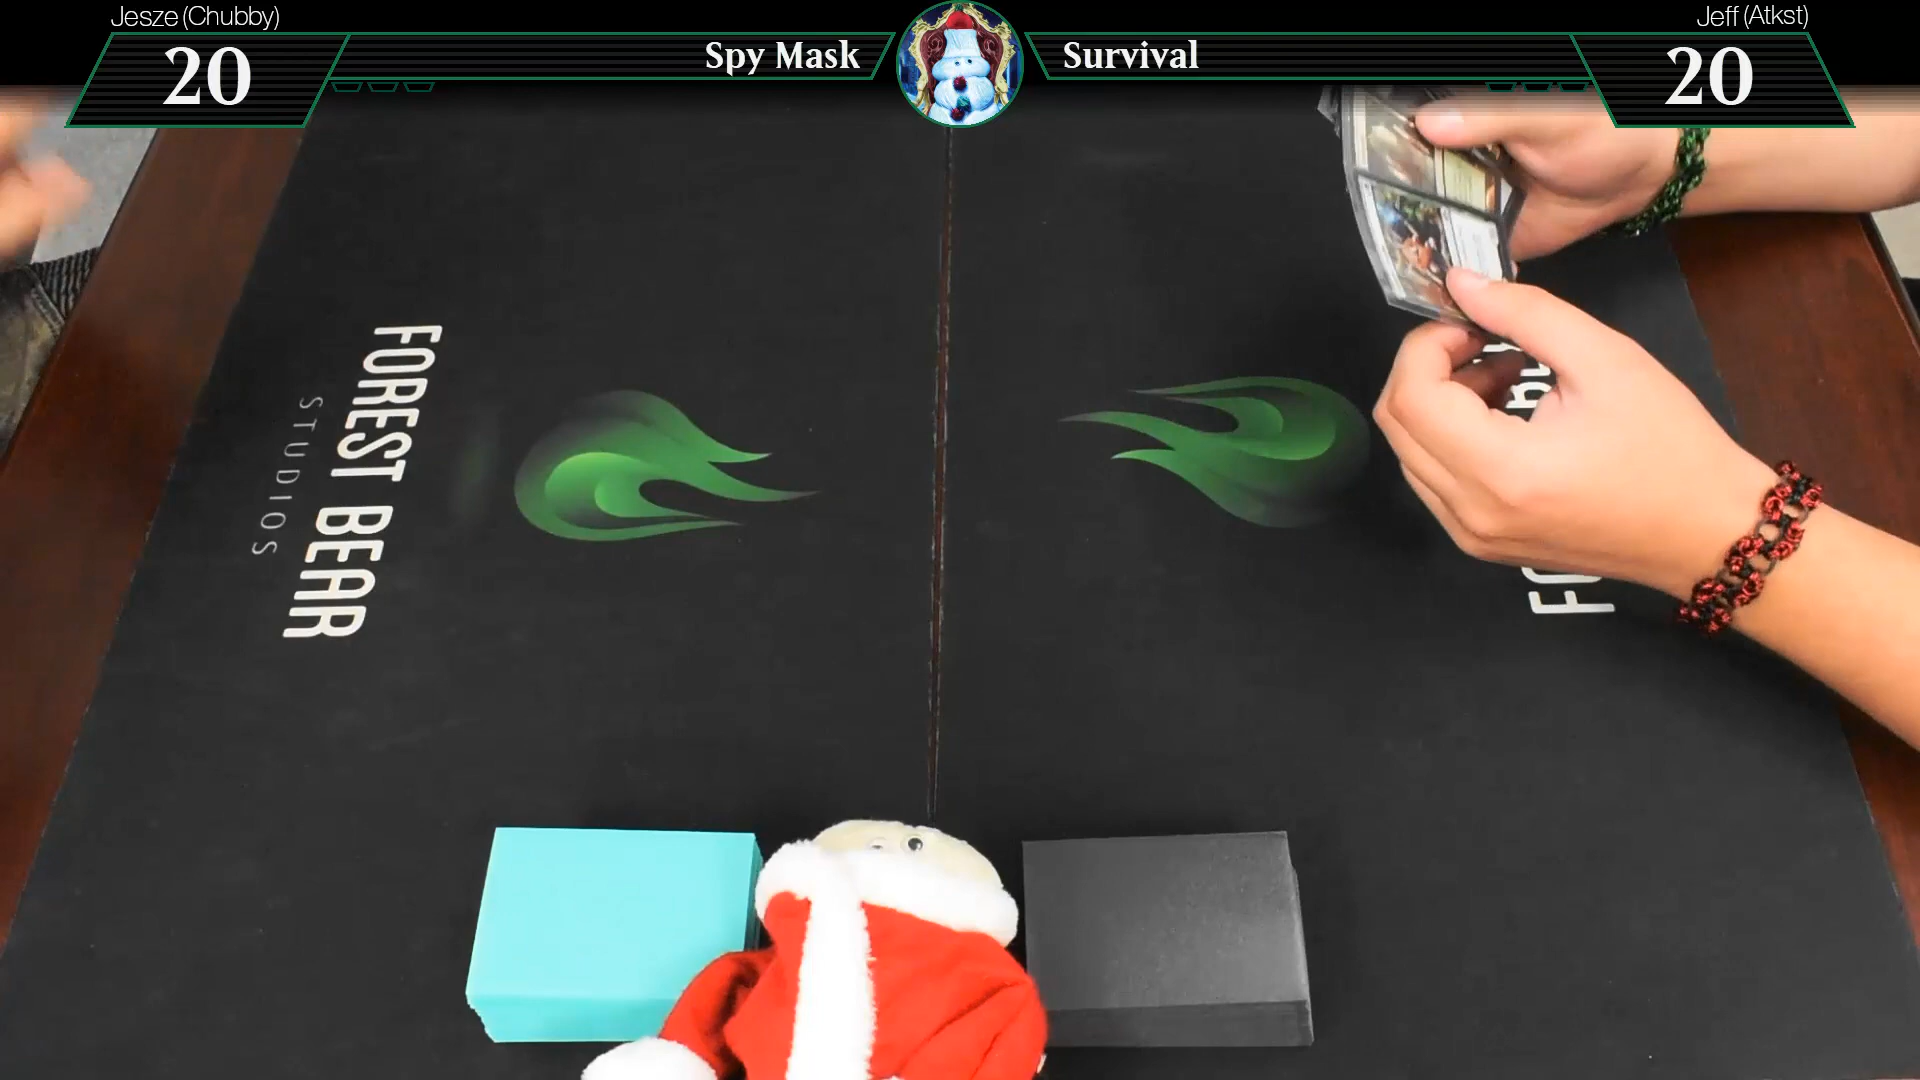 Jesze (Chubby)
20
Spy Mask
Survival
Jeff (Atkst)
20
FOREST BEAR
STUDIOS